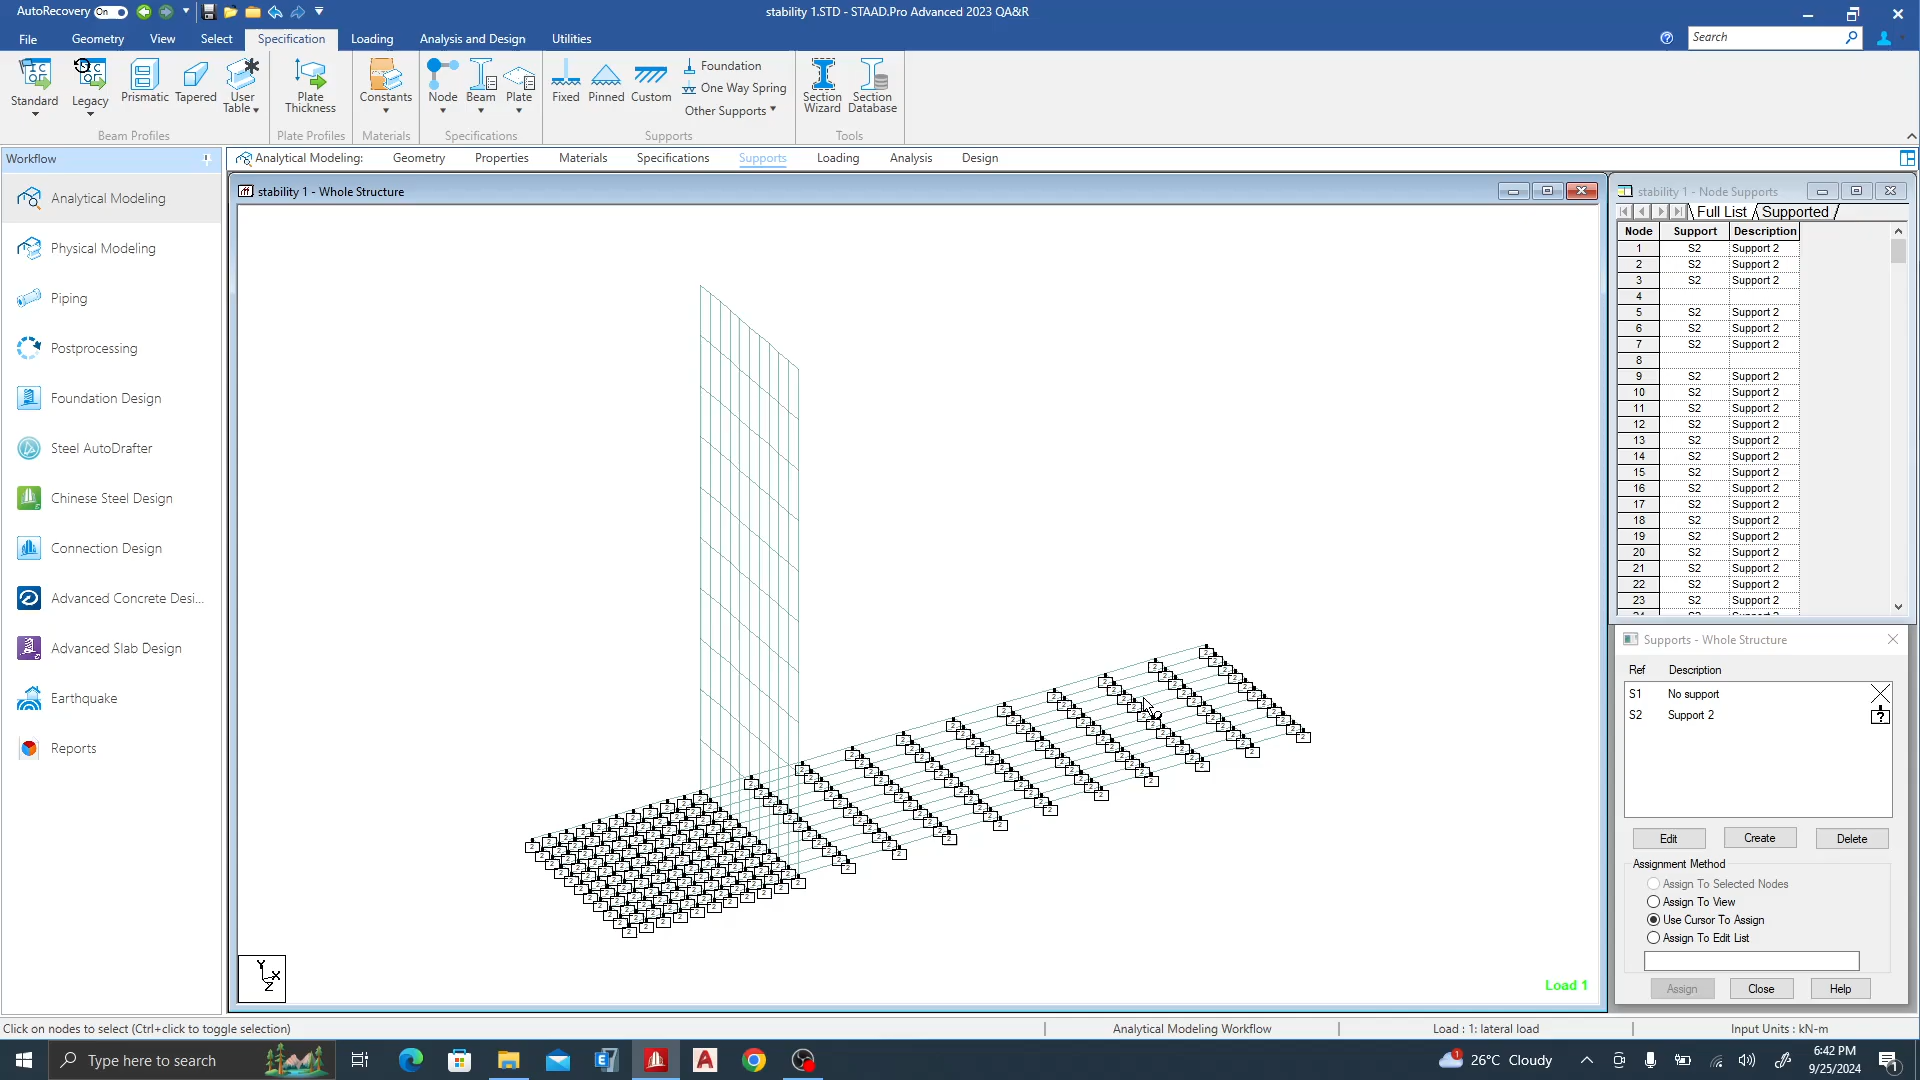 AutoRecovery On
stability 1.STD - STAAD.Pro Advanced 2023 QA&R
File Geometry View Select Specification Loading Analysis and Design Utilities
Search
Standard Legacy Prismatic Tapered User Table
Beam Profiles
Plate Thickness
Plate Profiles
Constants
Materials
Node Beam Plate
Specifications
Fixed Pinned Custom
Foundation
One Way Spring
Other Supports
Supports
Section Wizard Section Database
Tools
Workflow
Analytical Modeling
Physical Modeling
Piping
Postprocessing
Foundation Design
Steel AutoDrafter
Chinese Steel Design
Connection Design
Advanced Concrete Desi...
Advanced Slab Design
Earthquake
Reports
Analytical Modeling: Geometry Properties Materials Specifications Supports Loading Analysis Design
stability 1 - Whole Structure
Y
X
Z
Load 1
stability 1 - Node Supports
Full List Supported
Node Support Description
1 S2 Support 2
2 S2 Support 2
3 S2 Support 2
4
5 S2 Support 2
6 S2 Support 2
7 S2 Support 2
8
9 S2 Support 2
10 S2 Support 2
11 S2 Support 2
12 S2 Support 2
13 S2 Support 2
14 S2 Support 2
15 S2 Support 2
16 S2 Support 2
17 S2 Support 2
18 S2 Support 2
19 S2 Support 2
20 S2 Support 2
21 S2 Support 2
22 S2 Support 2
23 S2 Support 2
Supports - Whole Structure
Ref Description
S1 No support
S2 Support 2
?
Edit Create Delete
Assignment Method
Assign To Selected Nodes
Assign To View
Use Cursor To Assign
Assign To Edit List
Assign Close Help
Click on nodes to select (Ctrl+click to toggle selection)
Analytical Modeling Workflow
Load : 1: lateral load
Input Units : kN-m
Type here to search
26°C Cloudy
6:42 PM
9/25/2024